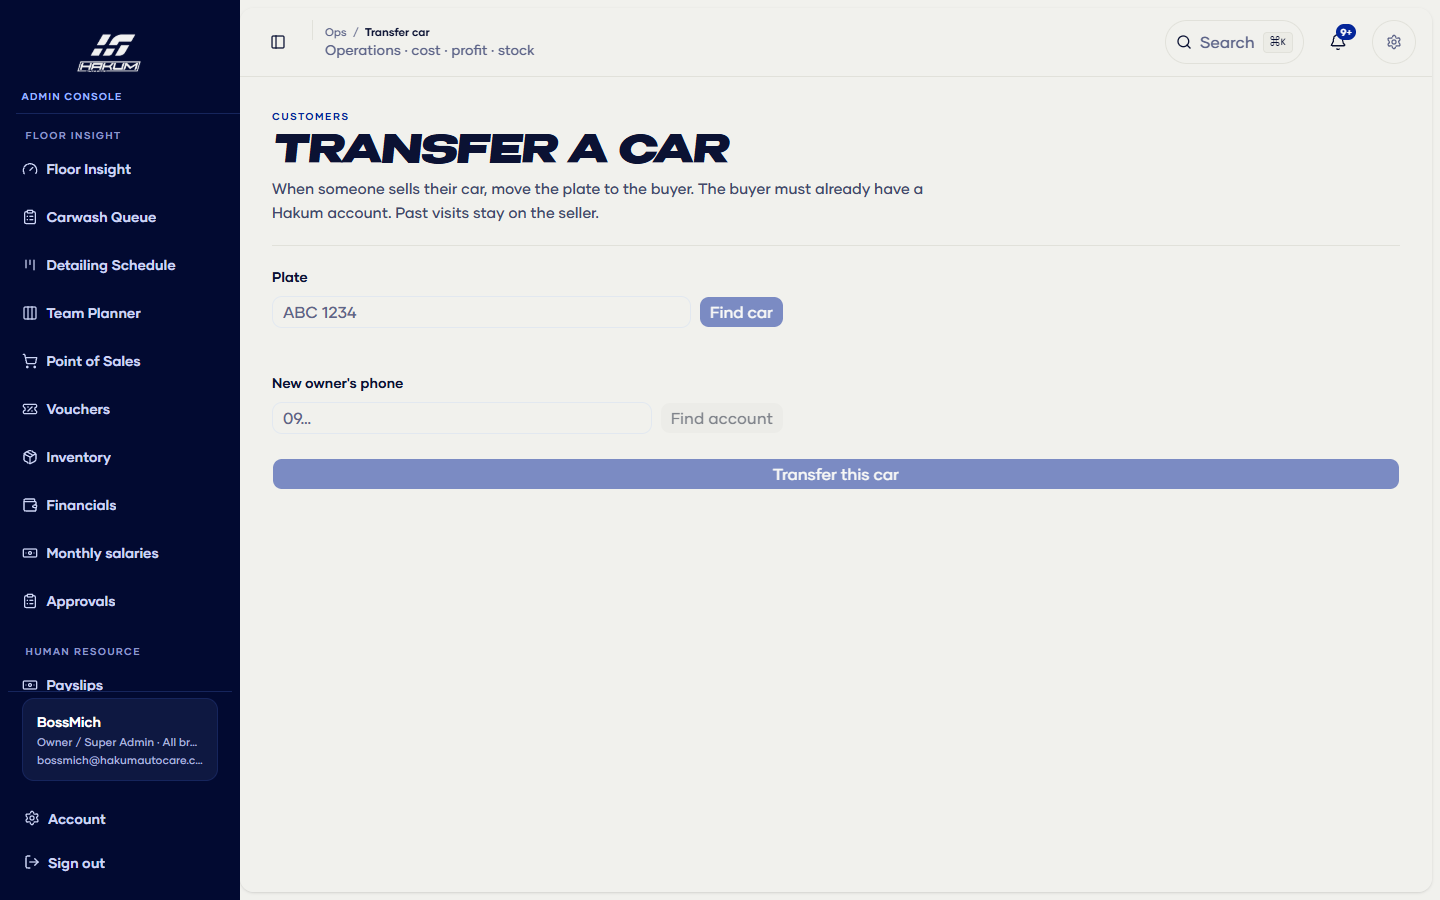 HAKUM
ADMIN CONSOLE
FLOOR INSIGHT
Floor Insight
Carwash Queue
Detailing Schedule
Team Planner
Point of Sales
Vouchers
Inventory
Financials
Monthly salaries
Approvals
HUMAN RESOURCE
Payslips
BossMich
Owner / Super Admin · All br...
bossmich@hakumautocare.c...
Account
Sign out
Ops / Transfer car
Operations · cost · profit · stock
Search ⌘K
9+
CUSTOMERS
TRANSFER A CAR
When someone sells their car, move the plate to the buyer. The buyer must already have a
Hakum account. Past visits stay on the seller.
Plate
ABC 1234
Find car
New owner's phone
09...
Find account
Transfer this car